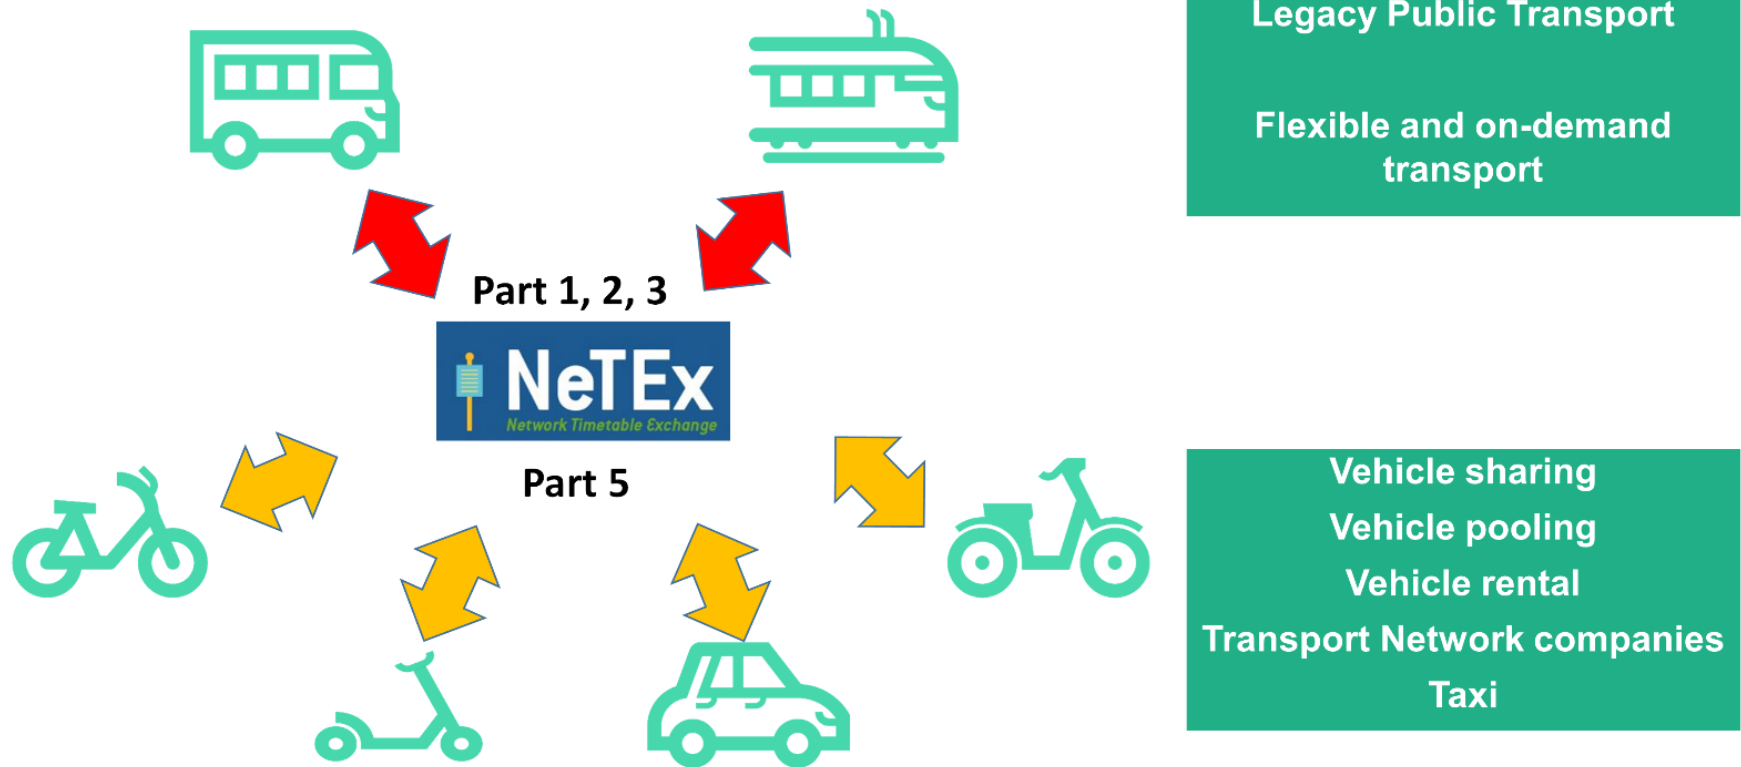 Legacy Public Transport
Flexible and on-demand
transport
Part 1, 2, 3
NeTEx
Network Timetable Exchange
Part 5
Vehicle sharing
Vehicle pooling
Vehicle rental
Transport Network companies
Taxi